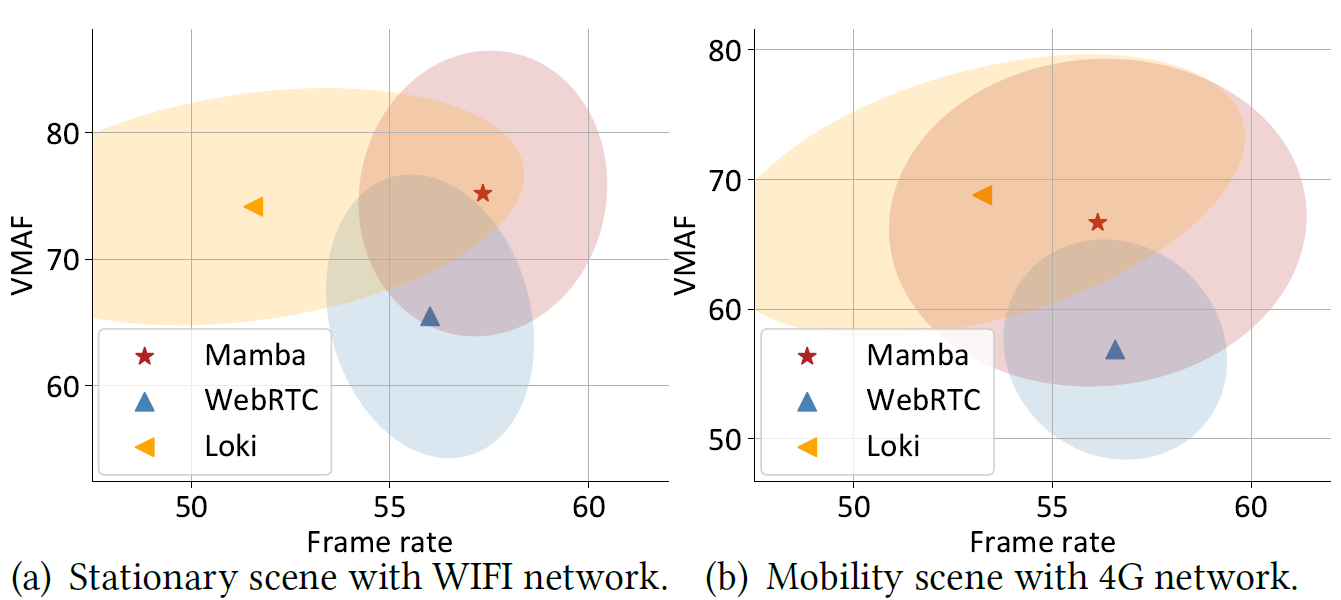 80
70
60
VMAF
Mamba
WebRTC
Loki
50 55 60
Frame rate
(a) Stationary scene with WIFI network.
80
70
60
50
VMAF
Mamba
WebRTC
Loki
50 55 60
Frame rate
(b) Mobility scene with 4G network.